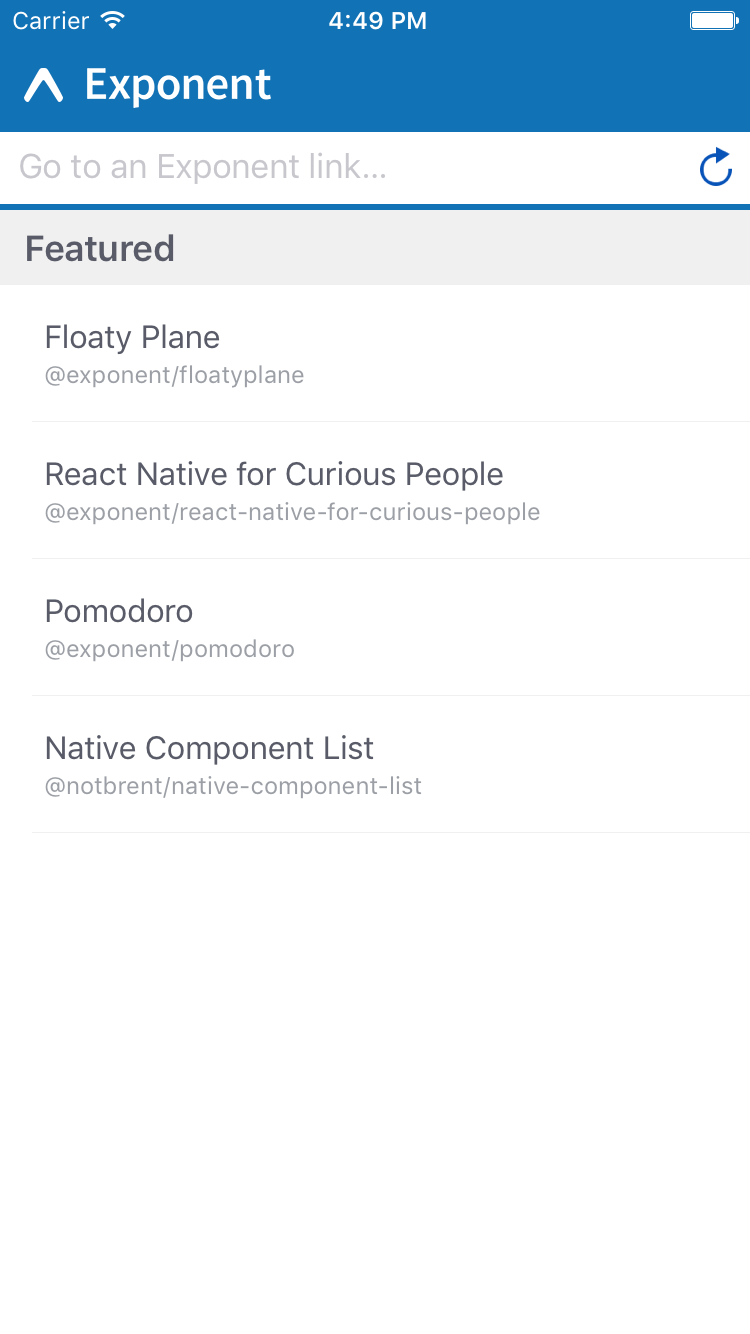 Carrier 4:49 PM
Exponent
Go to an Exponent link...
Featured
Floaty Plane
@exponent/floatyplane
React Native for Curious People
@exponent/react-native-for-curious-people
Pomodoro
@exponent/pomodoro
Native Component List
@notbrent/native-component-list